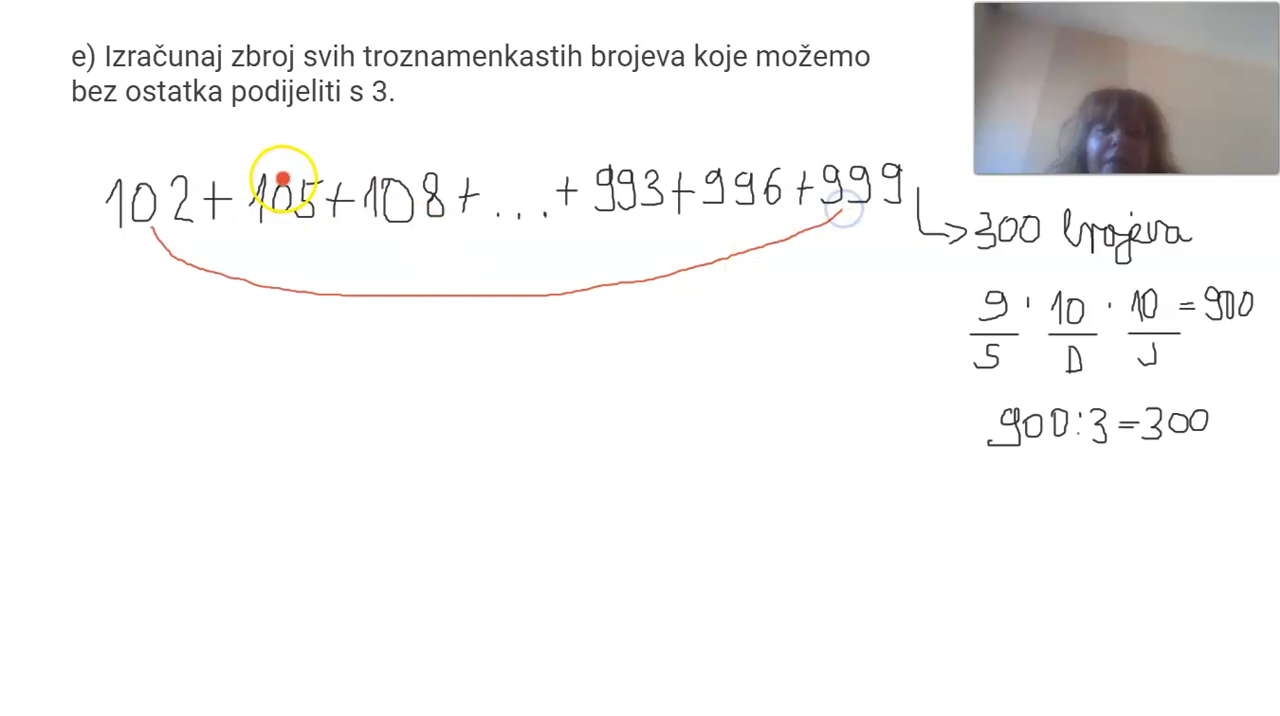 e) Izračunaj zbroj svih troznamenkastih brojeva koje možemo
bez ostatka podijeliti s 3.
102+105+108+...+993+996+999
300 brojeva
9 · 10 · 10 = 900
S D J
900:3=300